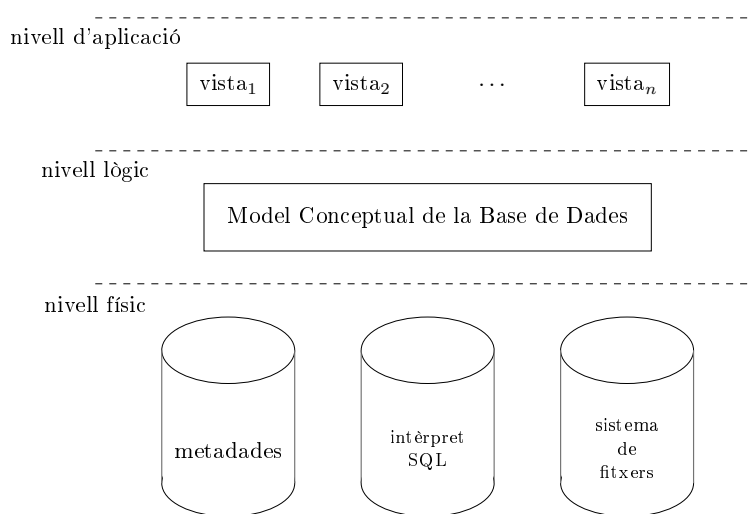 nivell d'aplicació
vista₁ vista₂ ... vistaₙ
nivell lògic
Model Conceptual de la Base de Dades
nivell físic
metadades
intèrpret
SQL
sistema
de
fitxers